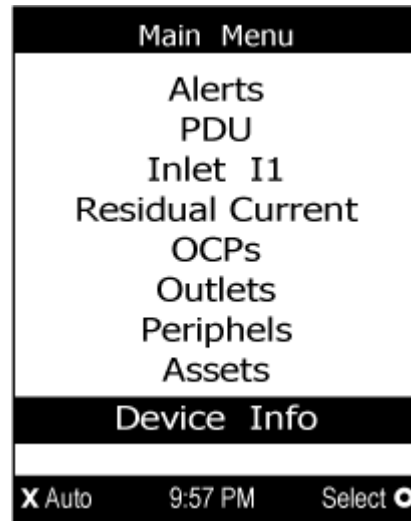 Main Menu
Alerts
PDU
Inlet I1
Residual Current
OCPs
Outlets
Periphels
Assets
Device Info
X Auto 9:57 PM Select O